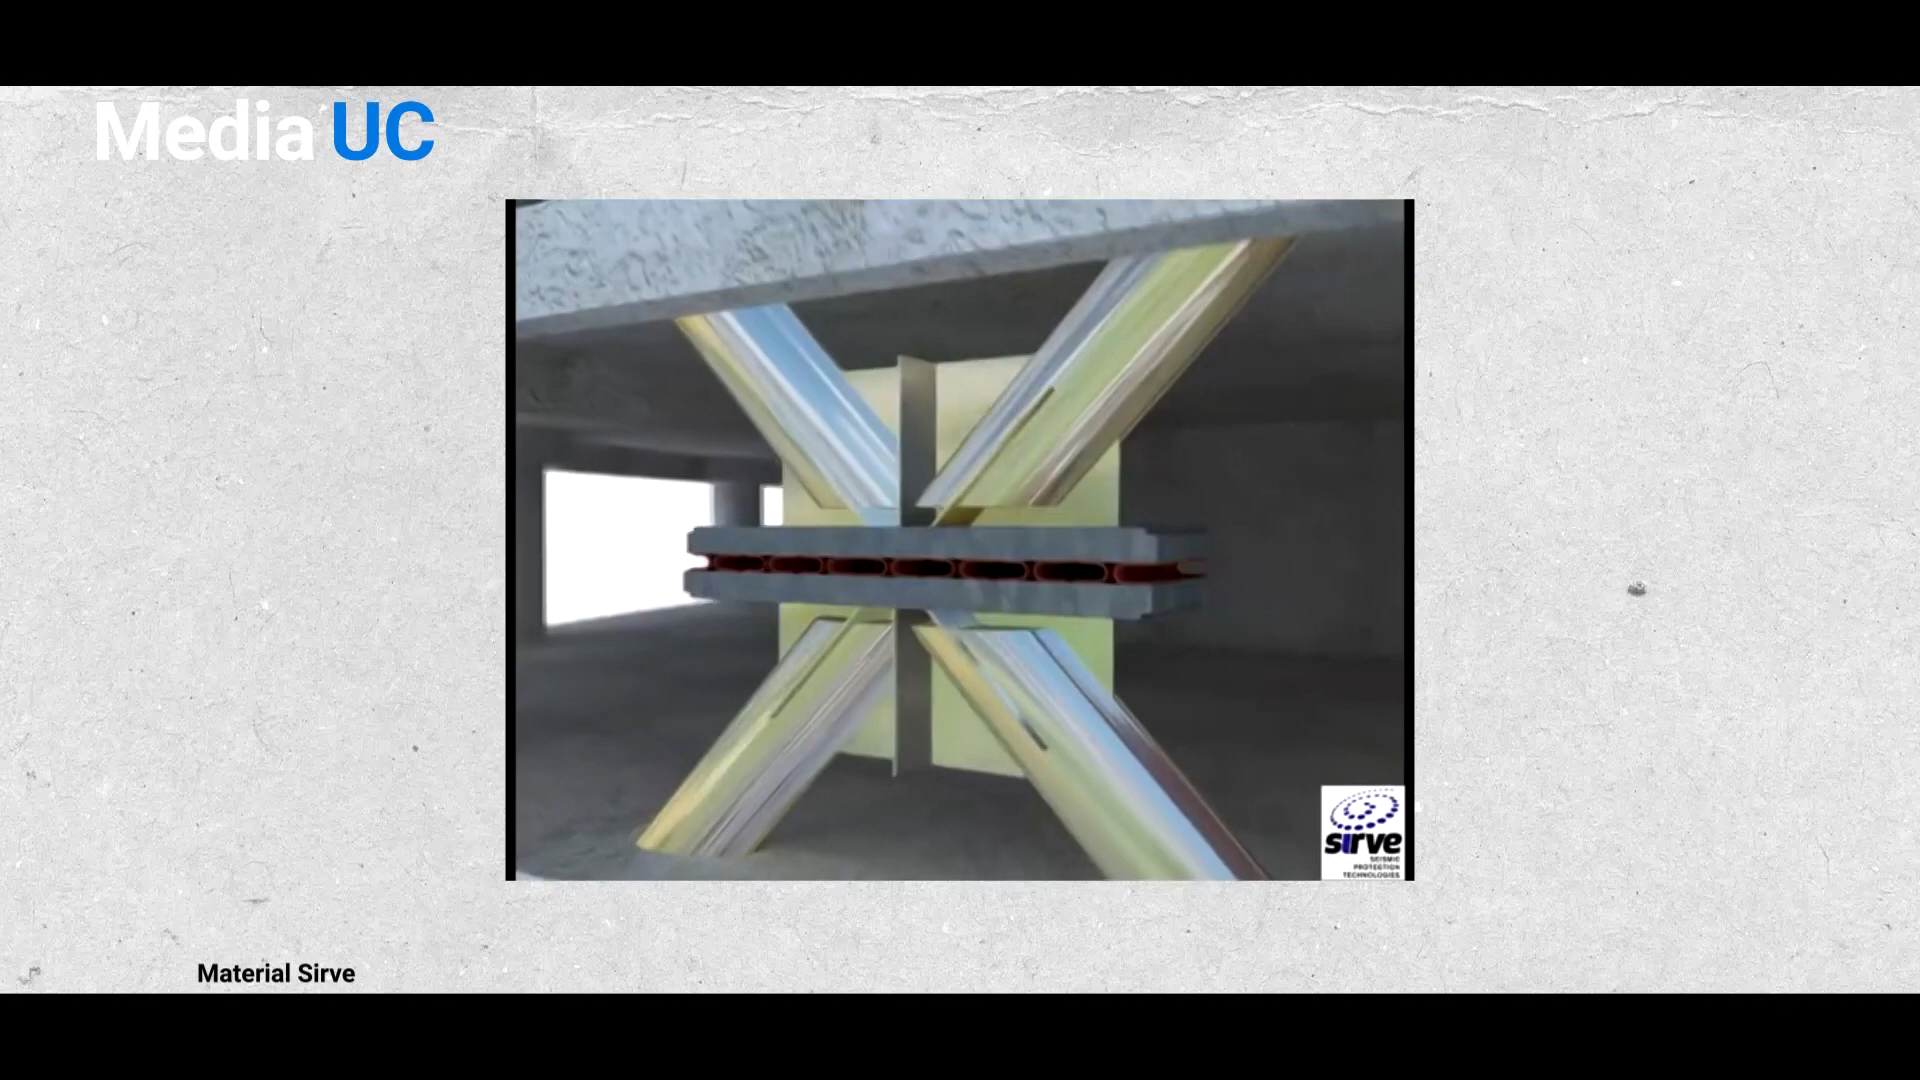 Media UC
sirve
SEISMIC
PROTECTION
TECHNOLOGIES
Material Sirve